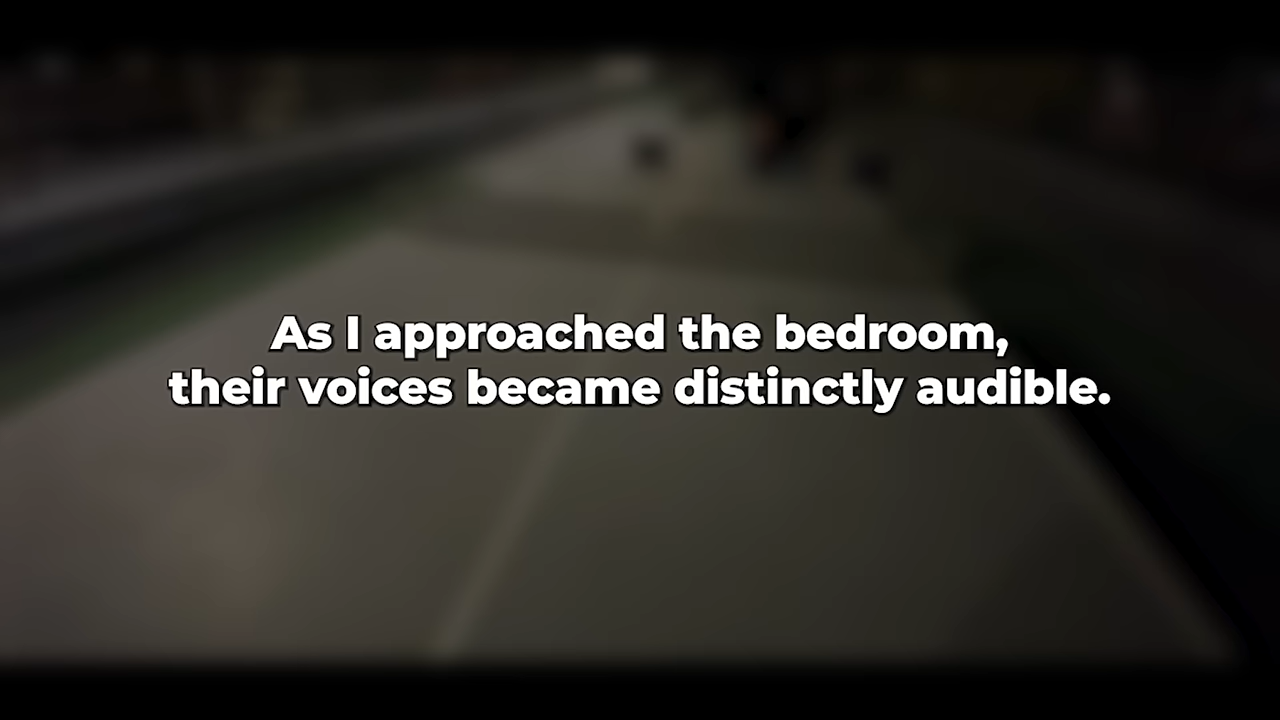 As I approached the bedroom,
their voices became distinctly audible.